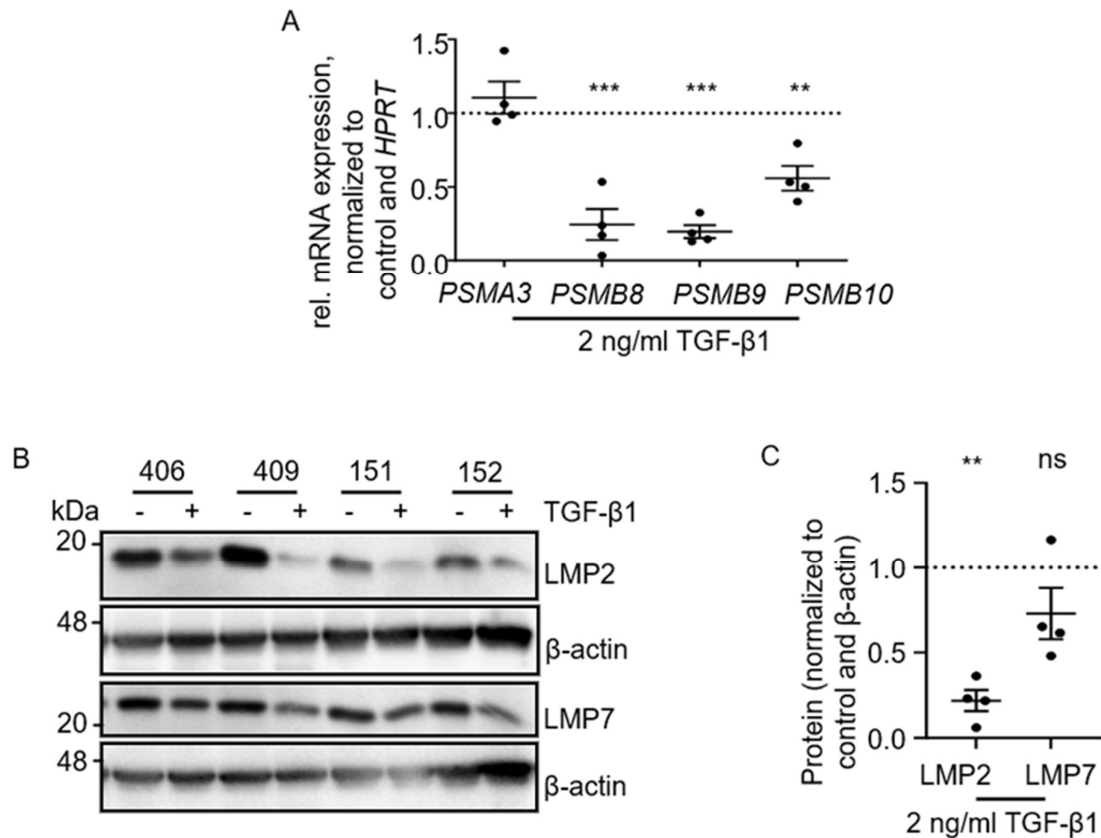 A
rel. mRNA expression,
normalized to
control and HPRT
1.5
1.0
0.5
0.0
*** *** **
PSMA3 PSMB8 PSMB9 PSMB10
2 ng/ml TGF-β1
B
406 409 151 152
kDa - + - + - + - + TGF-β1
20 LMP2
48 β-actin
20 LMP7
48 β-actin
C
** ns
Protein (normalized to
control and β-actin)
1.5
1.0
0.5
0.0
LMP2 LMP7
2 ng/ml TGF-β1